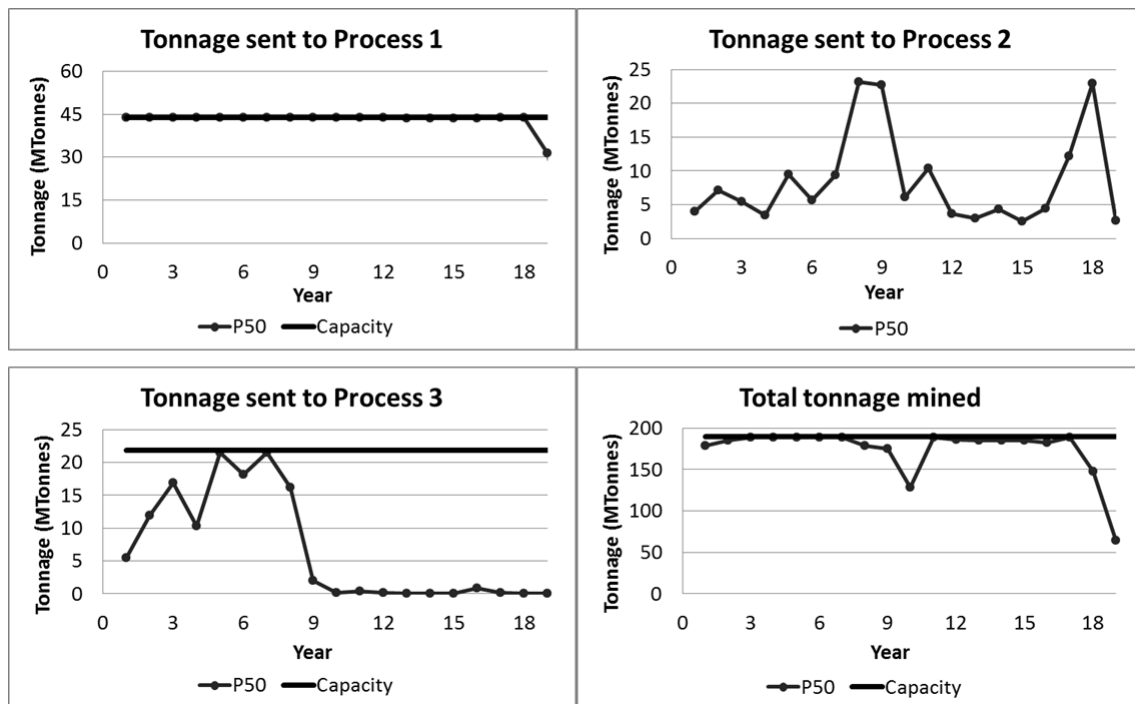 Tonnage sent to Process 1
Tonnage (MTonnes)
60
45
30
15
0
0 3 6 9 12 15 18
Year
P50 Capacity
Tonnage sent to Process 2
Tonnage (MTonnes)
25
20
15
10
5
0
0 3 6 9 12 15 18
Year
P50
Tonnage sent to Process 3
Tonnage (MTonnes)
25
20
15
10
5
0
0 3 6 9 12 15 18
Year
P50 Capacity
Total tonnage mined
Tonnage (MTonnes)
200
150
100
50
0
0 3 6 9 12 15 18
Year
P50 Capacity